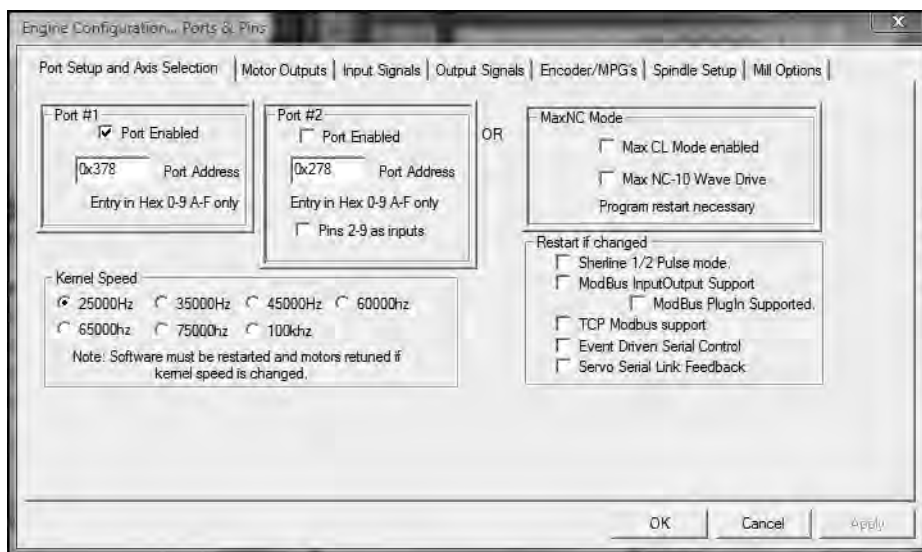 Engine Configuration... Ports & Pins
X
Port Setup and Axis Selection
Motor Outputs
Input Signals
Output Signals
Encoder/MPG's
Spindle Setup
Mill Options
Port #1
Port Enabled
0x378 Port Address
Entry in Hex 0-9 A-F only
Port #2
Port Enabled
0x278 Port Address
Entry in Hex 0-9 A-F only
Pins 2-9 as inputs
OR
MaxNC Mode
Max CL Mode enabled
Max NC-10 Wave Drive
Program restart necessary
Restart if changed
Sherline 1/2 Pulse mode.
ModBus InputOutput Support
ModBus PlugIn Supported.
TCP Modbus support
Event Driven Serial Control
Servo Serial Link Feedback
Kernel Speed
25000Hz 35000Hz 45000Hz 60000hz
65000hz 75000hz 100khz
Note: Software must be restarted and motors retuned if
kernel speed is changed.
OK Cancel Apply